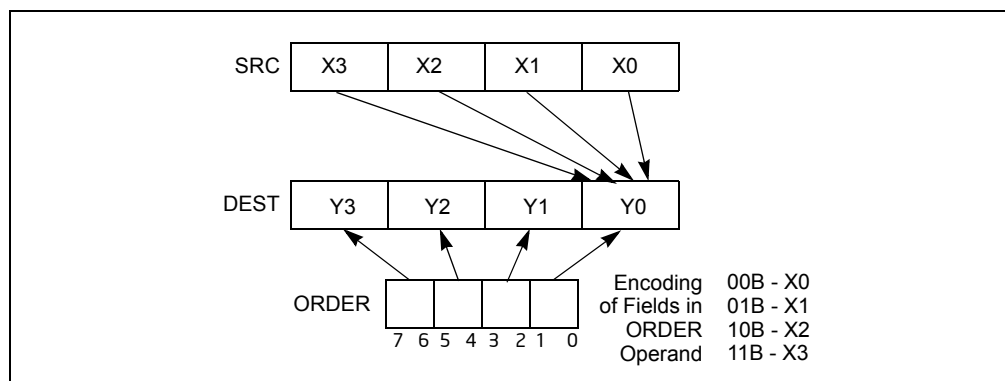 SRC X3 X2 X1 X0
DEST Y3 Y2 Y1 Y0
ORDER
7 6 5 4 3 2 1 0
Encoding 00B - X0
of Fields in 01B - X1
ORDER 10B - X2
Operand 11B - X3